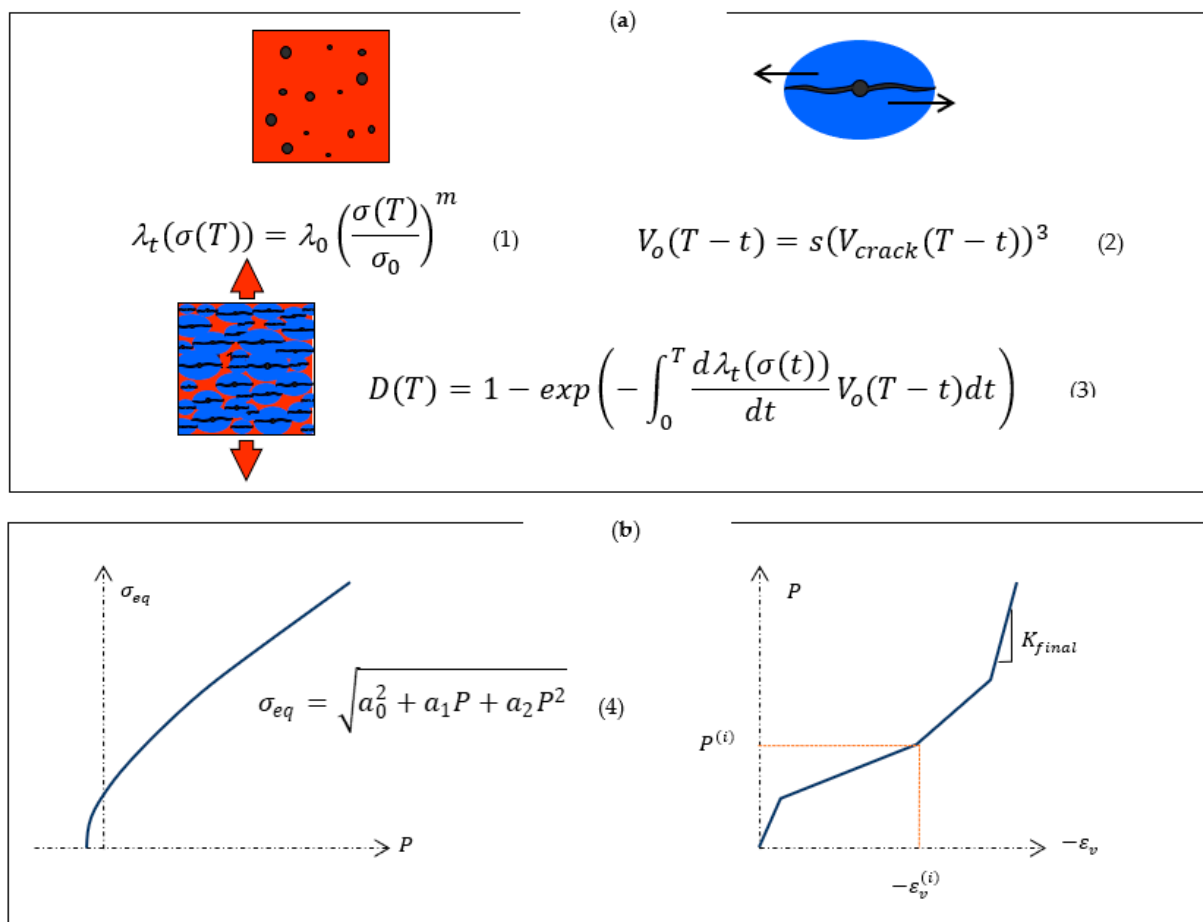 (a)
λ_t(σ(T)) = λ_0 (σ(T)/σ_0)^m (1)
V_o(T − t) = s(V_crack(T − t))^3 (2)
D(T) = 1 − exp(−∫_0^T dλ_t(σ(t))/dt V_o(T − t)dt) (3)
(b)
σ_eq
σ_eq = √(a_0^2 + a_1P + a_2P^2) (4)
P
P
K_final
P^(i)
−ε_v
−ε_v^(i)